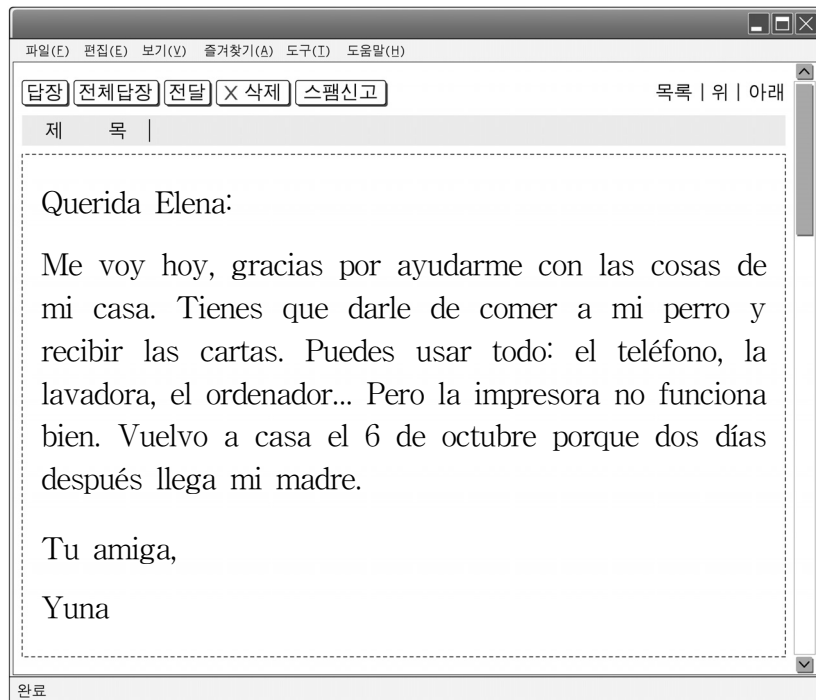 파일(F) 편집(E) 보기(V) 즐겨찾기(A) 도구(T) 도움말(H)
답장 전체답장 전달 X 삭제 스팸신고 목록 | 위 | 아래
제 목 |
Querida Elena:
Me voy hoy, gracias por ayudarme con las cosas de
mi casa. Tienes que darle de comer a mi perro y
recibir las cartas. Puedes usar todo: el teléfono, la
lavadora, el ordenador... Pero la impresora no funciona
bien. Vuelvo a casa el 6 de octubre porque dos días
después llega mi madre.
Tu amiga,
Yuna
완료